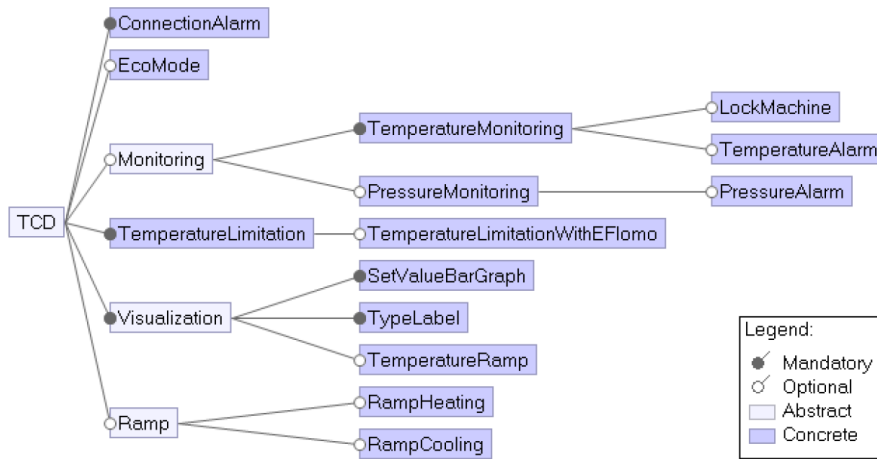 ConnectionAlarm
EcoMode
LockMachine
TemperatureMonitoring
TemperatureAlarm
Monitoring
PressureMonitoring
PressureAlarm
TCD
TemperatureLimitation
TemperatureLimitationWithEFlomo
SetValueBarGraph
Visualization
TypeLabel
TemperatureRamp
RampHeating
Ramp
RampCooling
Legend:
Mandatory
Optional
Abstract
Concrete